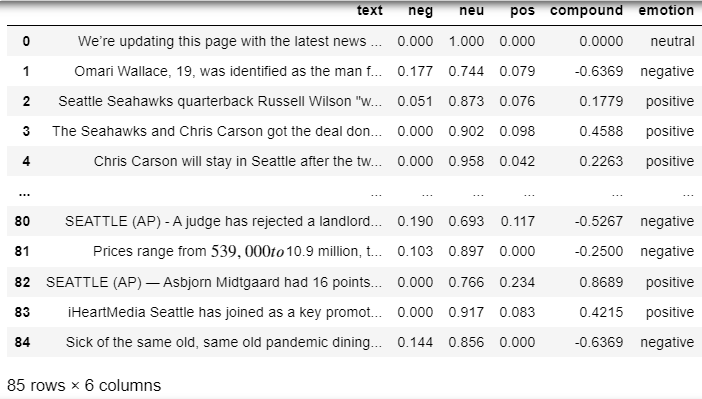 text neg neu pos compound emotion
0 We're updating this page with the latest news ... 0.000 1.000 0.000 0.0000 neutral
1 Omari Wallace, 19, was identified as the man f... 0.177 0.744 0.079 -0.6369 negative
2 Seattle Seahawks quarterback Russell Wilson "w... 0.051 0.873 0.076 0.1779 positive
3 The Seahawks and Chris Carson got the deal don... 0.000 0.902 0.098 0.4588 positive
4 Chris Carson will stay in Seattle after the tw... 0.000 0.958 0.042 0.2263 positive
... ... ... ... ... ... ...
80 SEATTLE (AP) - A judge has rejected a landlord... 0.190 0.693 0.117 -0.5267 negative
81 Prices range from 539,000to10.9 million, t... 0.103 0.897 0.000 -0.2500 negative
82 SEATTLE (AP) — Asbjorn Midtgaard had 16 points... 0.000 0.766 0.234 0.8689 positive
83 iHeartMedia Seattle has joined as a key promot... 0.000 0.917 0.083 0.4215 positive
84 Sick of the same old, same old pandemic dining... 0.144 0.856 0.000 -0.6369 negative
85 rows × 6 columns